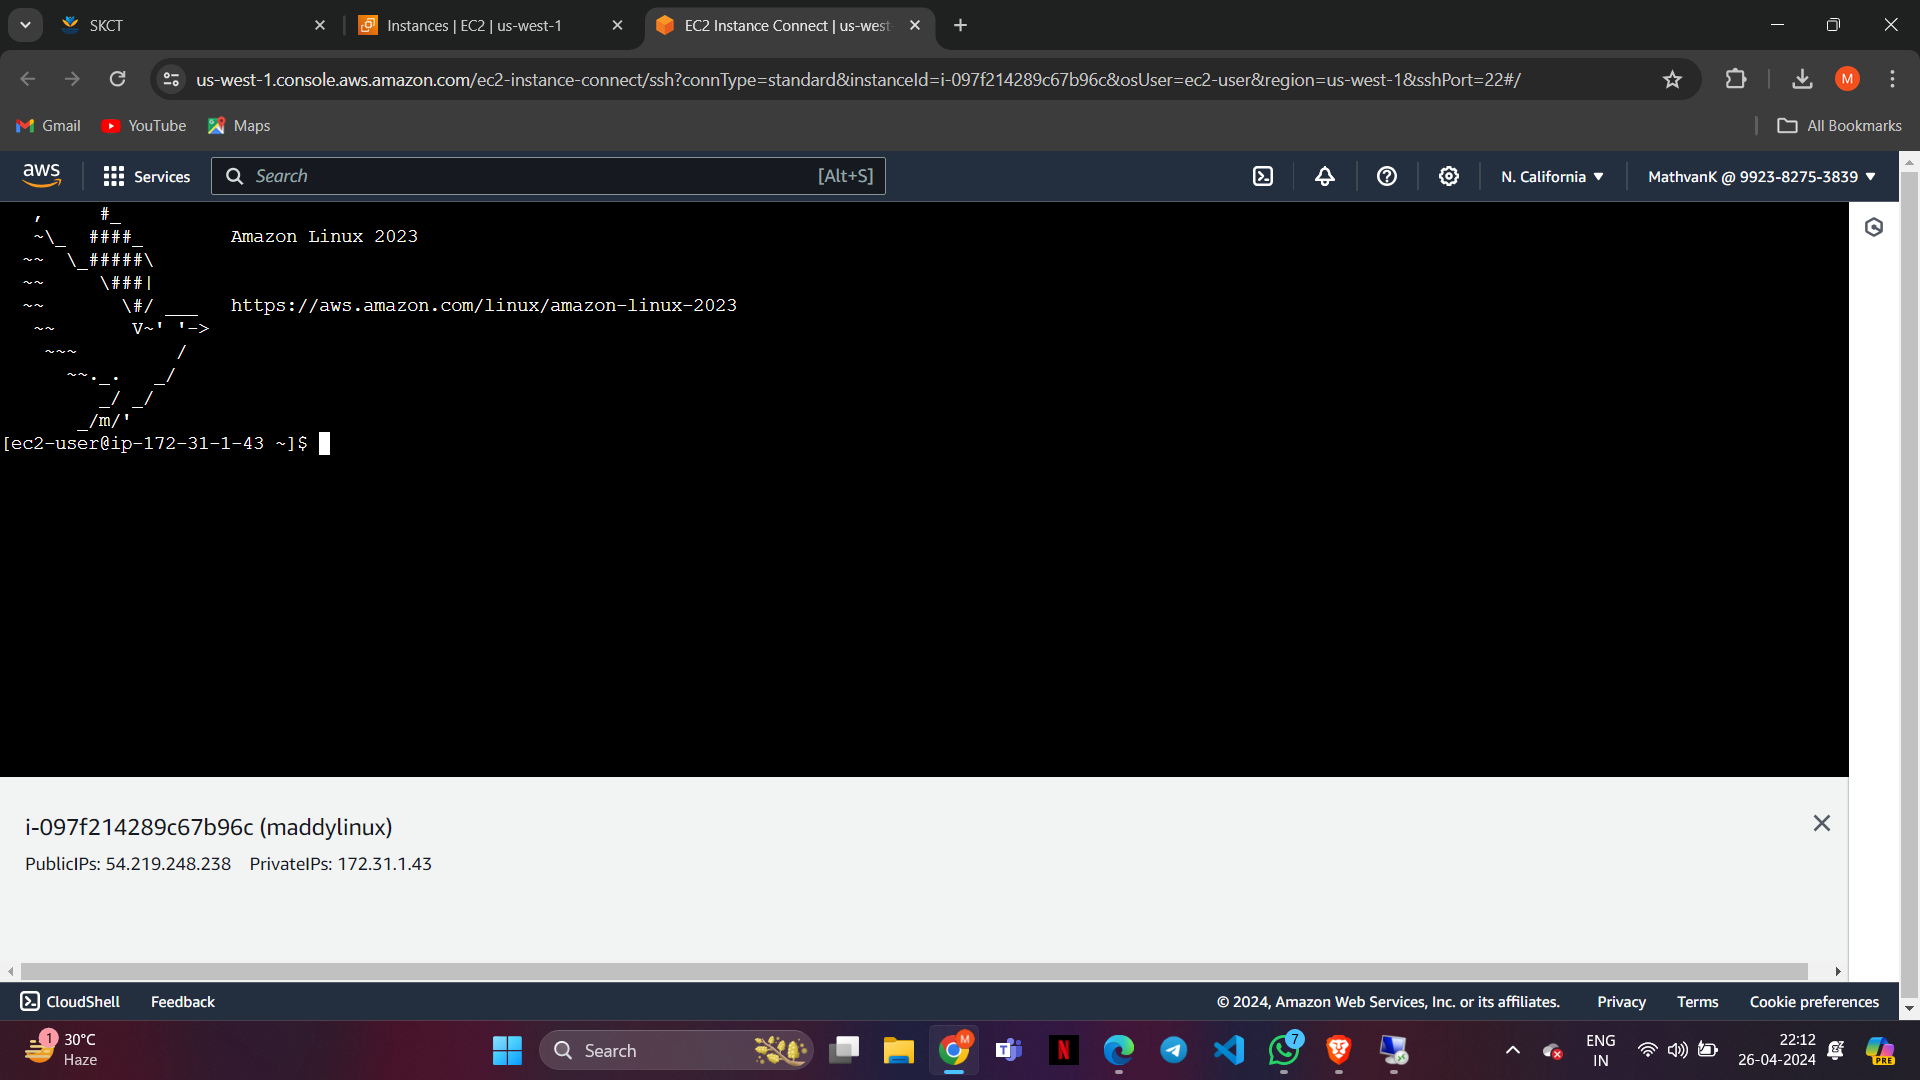 SKCT
Instances | EC2 | us-west-1
EC2 Instance Connect | us-west-
us-west-1.console.aws.amazon.com/ec2-instance-connect/ssh?connType=standard&instanceId=i-097f214289c67b96c&osUser=ec2-user&region=us-west-1&sshPort=22#/
M
Gmail
YouTube
Maps
All Bookmarks
aws
Services
Search
[Alt+S]
N. California
MathvanK @ 9923-8275-3839
   ,     #_
   ~\_  ####_        Amazon Linux 2023
  ~~  \_#####\
  ~~     \###|
  ~~       \#/ ___   https://aws.amazon.com/linux/amazon-linux-2023
   ~~       V~' '->
    ~~~         /
      ~~._.   _/
         _/ _/
       _/m/'
[ec2-user@ip-172-31-1-43 ~]$
i-097f214289c67b96c (maddylinux)
PublicIPs: 54.219.248.238 PrivateIPs: 172.31.1.43
CloudShell
Feedback
© 2024, Amazon Web Services, Inc. or its affiliates.
Privacy
Terms
Cookie preferences
1
30°C
Haze
Search
M
N
7
ENG
IN
22:12
26-04-2024
PRE